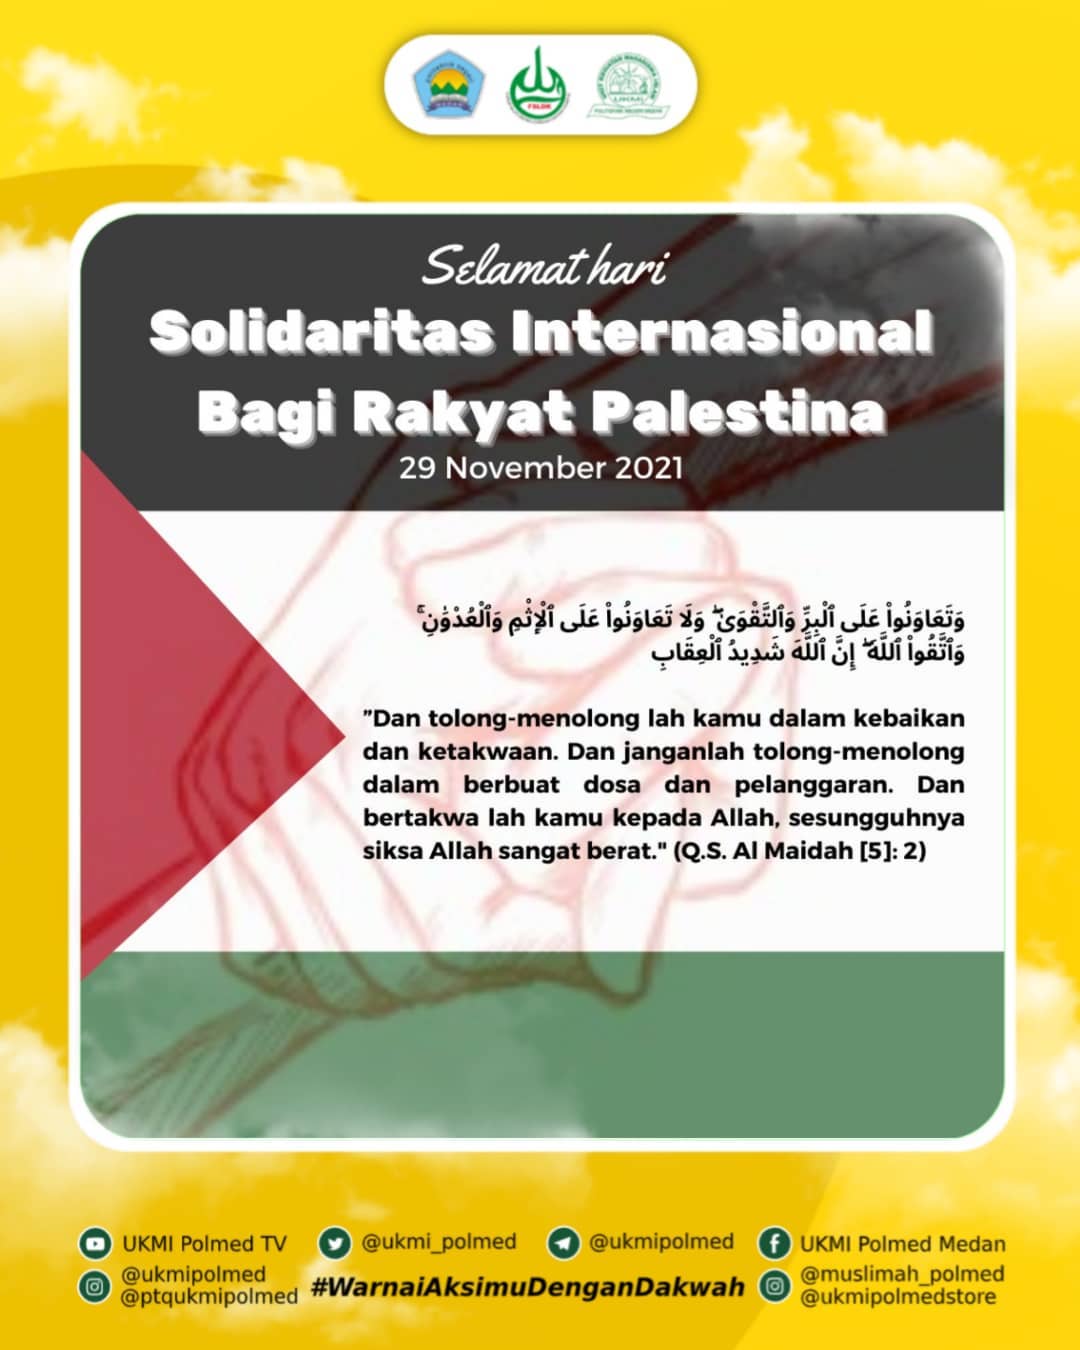 FSLDK
Selamat hari
Solidaritas Internasional
Bagi Rakyat Palestina
29 November 2021
وَتَعَاوَنُوا۟ عَلَى ٱلْبِرِّ وَٱلتَّقْوَىٰ ۖ وَلَا تَعَاوَنُوا۟ عَلَى ٱلْإِثْمِ وَٱلْعُدْوَٰنِ ۚ
وَٱتَّقُوا۟ ٱللَّهَ ۖ إِنَّ ٱللَّهَ شَدِيدُ ٱلْعِقَابِ
”Dan tolong-menolong lah kamu dalam kebaikan
dan ketakwaan. Dan janganlah tolong-menolong
dalam berbuat dosa dan pelanggaran. Dan
bertakwa lah kamu kepada Allah, sesungguhnya
siksa Allah sangat berat." (Q.S. Al Maidah [5]: 2)
UKMI Polmed TV
@ukmi_polmed
@ukmipolmed
UKMI Polmed Medan
@ukmipolmed
@ptqukmipolmed
#WarnaiAksimuDenganDakwah
@muslimah_polmed
@ukmipolmedstore